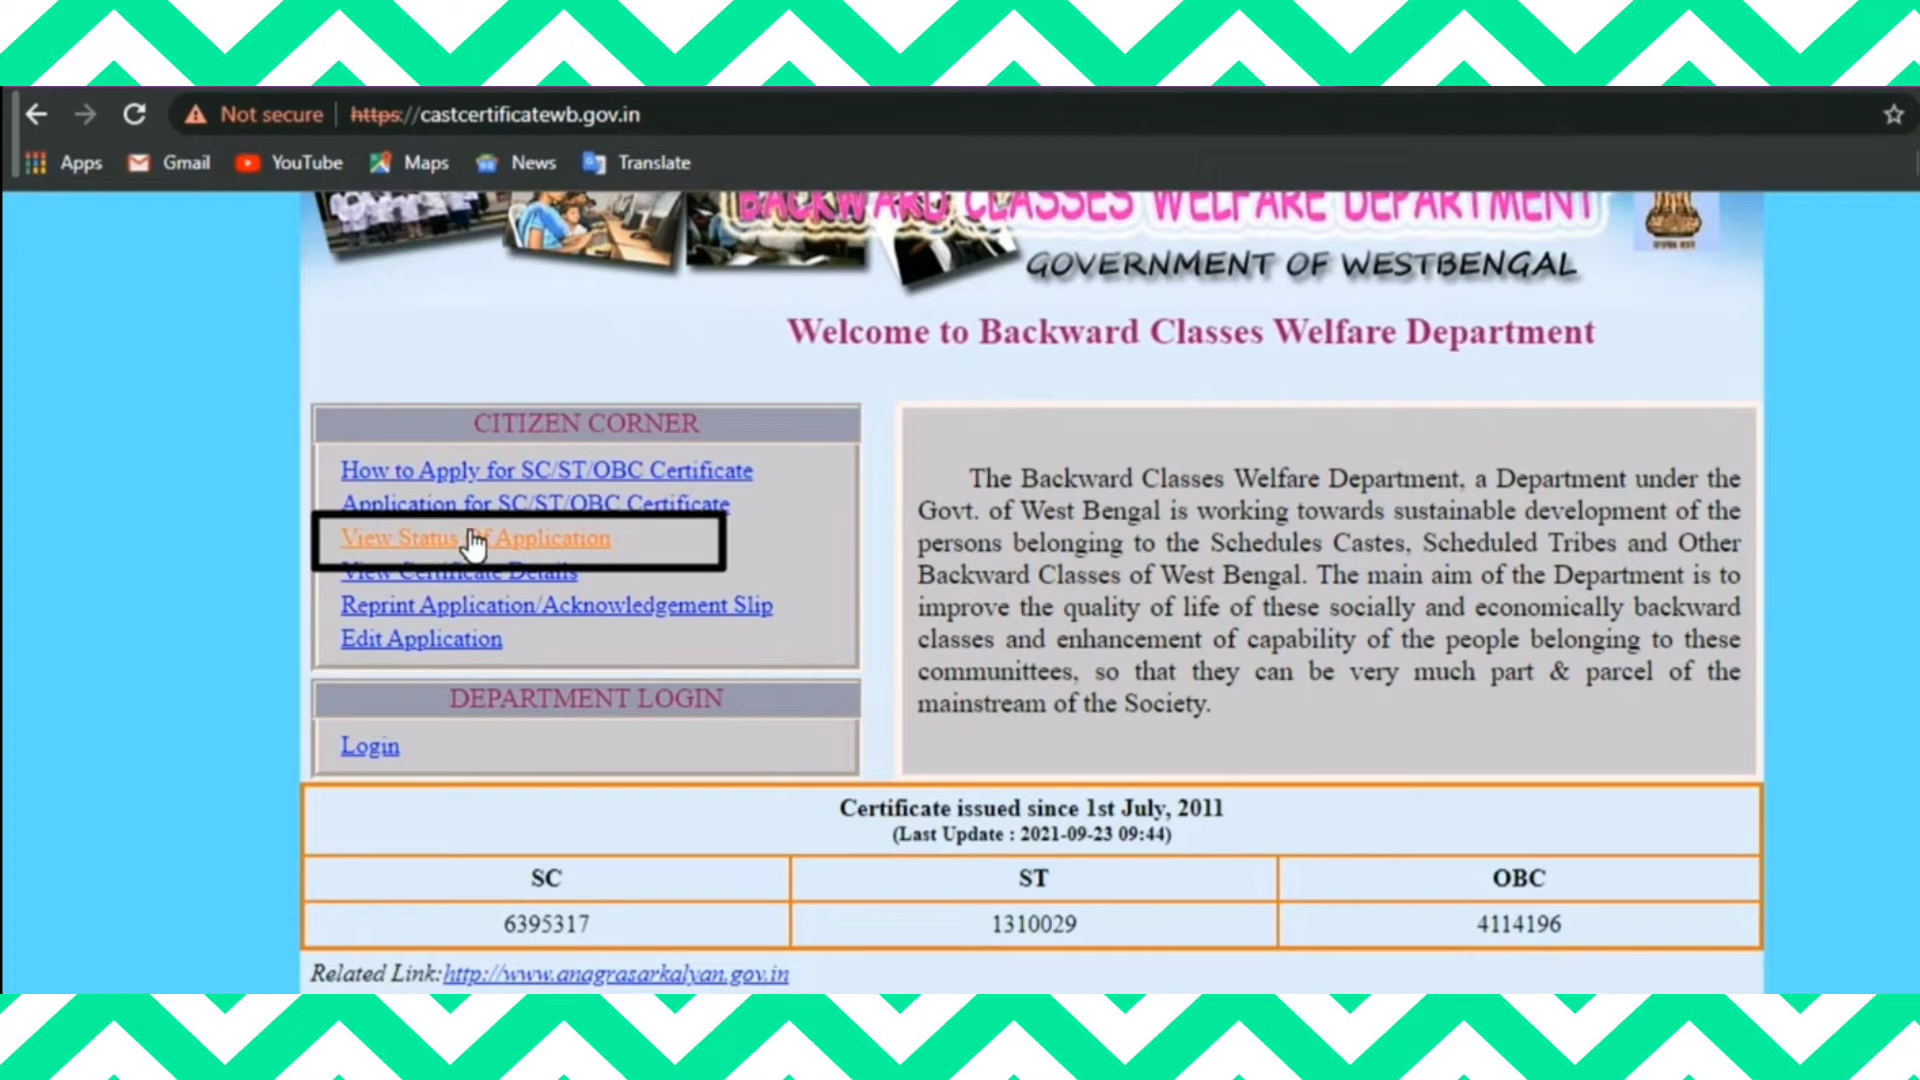 Not secure | https://castcertificatewb.gov.in
Apps Gmail YouTube Maps News Translate
BACKWARD CLASSES WELFARE DEPARTMENT
GOVERNMENT OF WESTBENGAL
Welcome to Backward Classes Welfare Department
CITIZEN CORNER
How to Apply for SC/ST/OBC Certificate
Application for SC/ST/OBC Certificate
View Status Of Application
View Certificate Details
Reprint Application/Acknowledgement Slip
Edit Application
DEPARTMENT LOGIN
Login
The Backward Classes Welfare Department, a Department under the
Govt. of West Bengal is working towards sustainable development of the
persons belonging to the Schedules Castes, Scheduled Tribes and Other
Backward Classes of West Bengal. The main aim of the Department is to
improve the quality of life of these socially and economically backward
classes and enhancement of capability of the people belonging to these
communittees, so that they can be very much part & parcel of the
mainstream of the Society.
Certificate issued since 1st July, 2011
(Last Update : 2021-09-23 09:44)
SC ST OBC
6395317 1310029 4114196
Related Link:http://www.anagrasarkalyan.gov.in